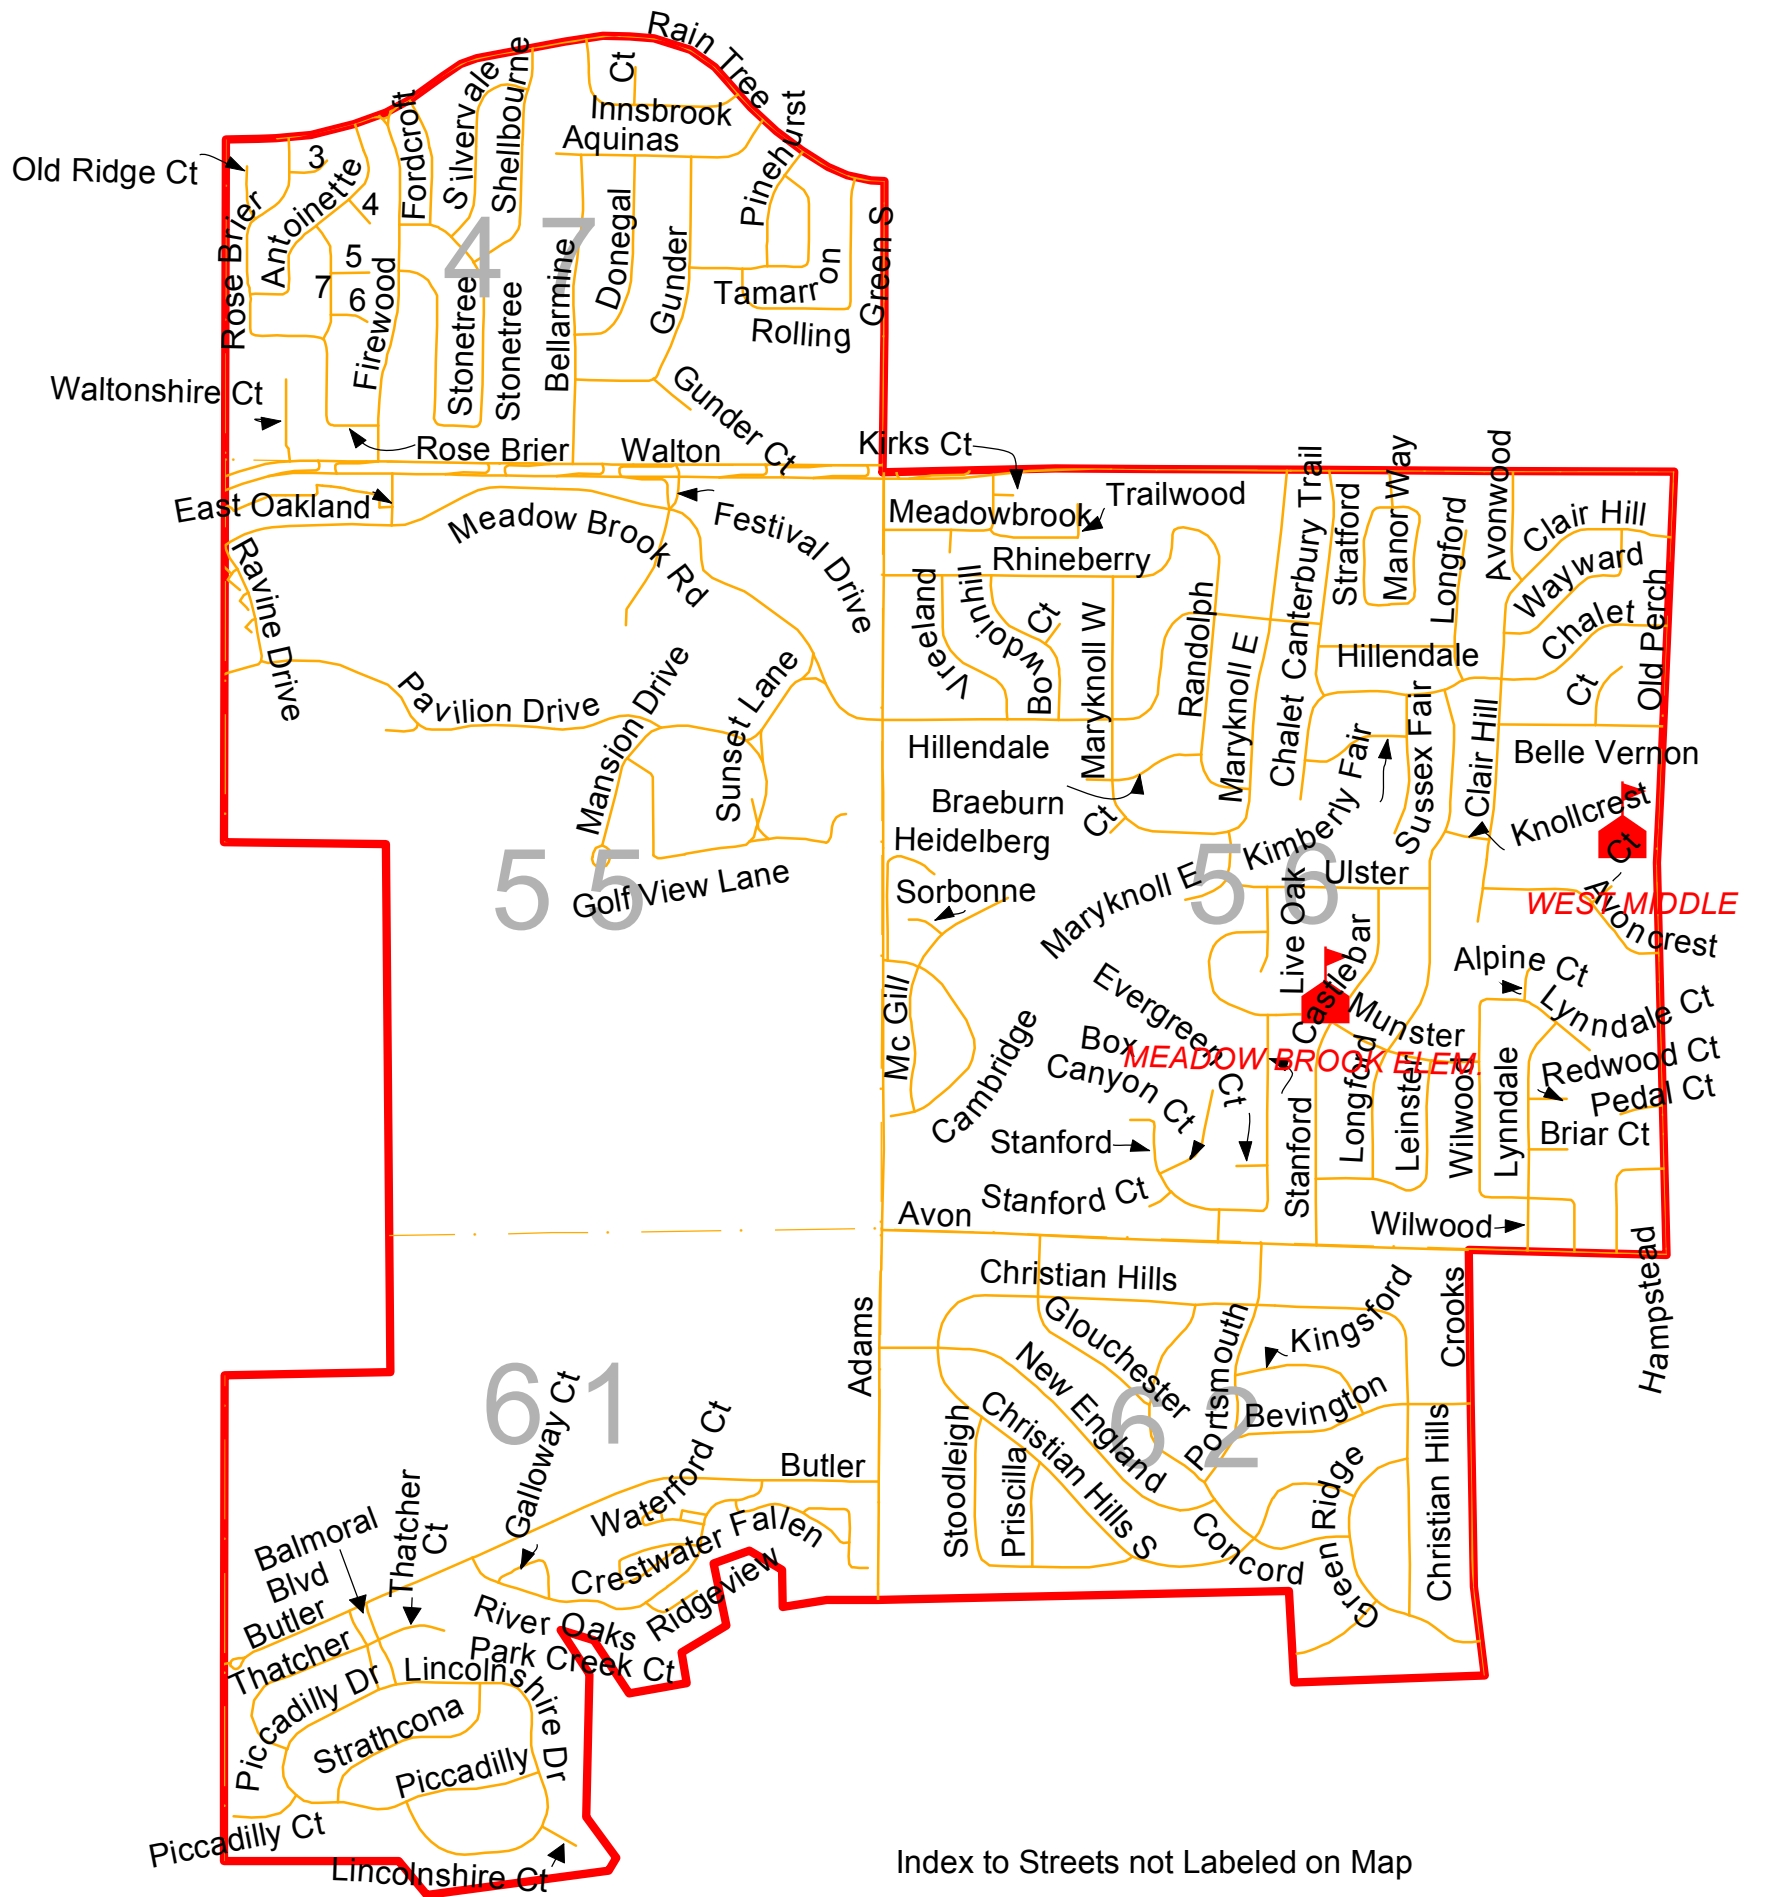 Rain Tree
Ct
Innsbrook
Aquinas
Pinehurst
Silvervale
Shellbourne
Fordcroft
Old Ridge Ct
3
Antoinette
4
Rose Brier
5
7
6
Firewood
47
Stonetree
Stonetree
Bellarmine
Donegal
Gunder
Tamarron
Rolling
Green S
Waltonshire Ct
Rose Brier
Walton
Gunder Ct
Kirks Ct
East Oakland
Meadow Brook Rd
Festival Drive
Meadowbrook
Trailwood
Rhineberry
Chalet Canterbury Trail
Stratford
Manor Way
Longford
Avonwood
Clair Hill
Wayward
Chalet
Old Perch
Ravine Drive
Vreeland
Bowdoinhill
Ct
Maryknoll W
Randolph
Maryknoll E
Hillendale
Ct
Pavilion Drive
Mansion Drive
Sunset Lane
Hillendale
Sussex Fair
Clair Hill
Belle Vernon
Braeburn
Ct
Kimberly Fair
Knollcrest
Heidelberg
55
Golf View Lane
Sorbonne
Maryknoll E
56
Live Oak
Ulster
Ct
Avoncrest
WEST MIDDLE
Castlebar
Alpine Ct
Lynndale Ct
Mc Gill
Cambridge
Evergreen Ct
Box
Canyon Ct
MEADOW BROOK ELEM.
Munster
Redwood Ct
Pedal Ct
Stanford
Stanford
Longford
Leinster
Wilwood
Lynndale
Briar Ct
Stanford Ct
Avon
Wilwood
Hampstead
Christian Hills
Adams
Glouchester
Portsmouth
Kingsford
Crooks
61
New England
62
Bevington
Galloway Ct
Waterford Ct
Butler
Stoodleigh
Priscilla
Christian Hills S
Concord
Green Ridge
Christian Hills
Balmoral
Blvd
Thatcher
Ct
Crestwater
Fallen
Butler
River Oaks
Ridgeview
Thatcher
Park Creek Ct
Piccadilly Dr
Lincolnshire Dr
Strathcona
Piccadilly
Piccadilly Ct
Lincolnshire Ct
Index to Streets not Labeled on Map